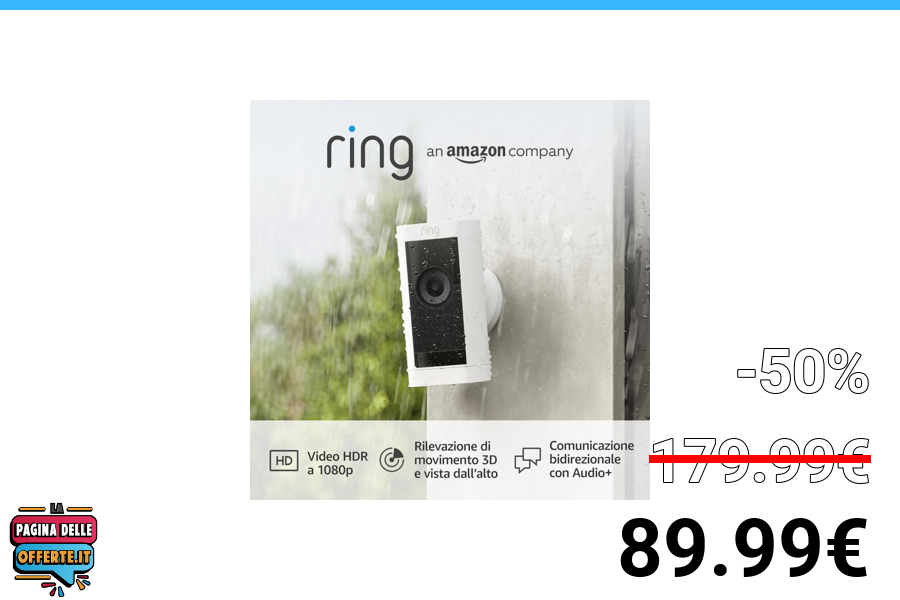 ring an amazon company
ring
HD
Video HDR
a 1080p
Rilevazione di
movimento 3D
e vista dall'alto
Comunicazione
bidirezionale
con Audio+
-50%
179.99€
89.99€
LA
PAGINA DELLE
OFFERTE.IT